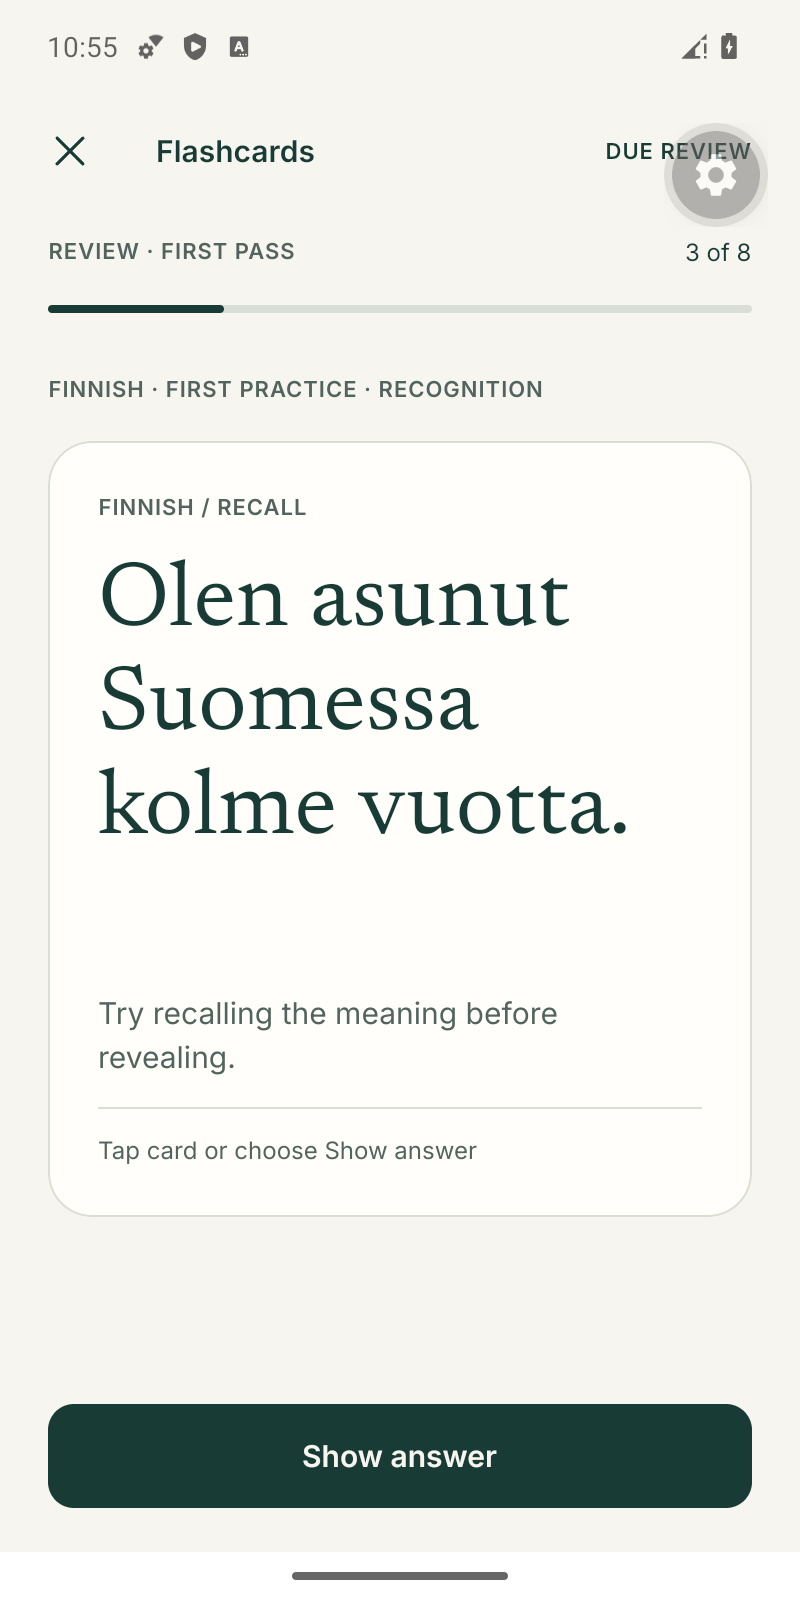 10:55
Flashcards
DUE REVIEW
REVIEW · FIRST PASS
3 of 8
FINNISH · FIRST PRACTICE · RECOGNITION
FINNISH / RECALL
Olen asunut
Suomessa
kolme vuotta.
Try recalling the meaning before
revealing.
Tap card or choose Show answer
Show answer